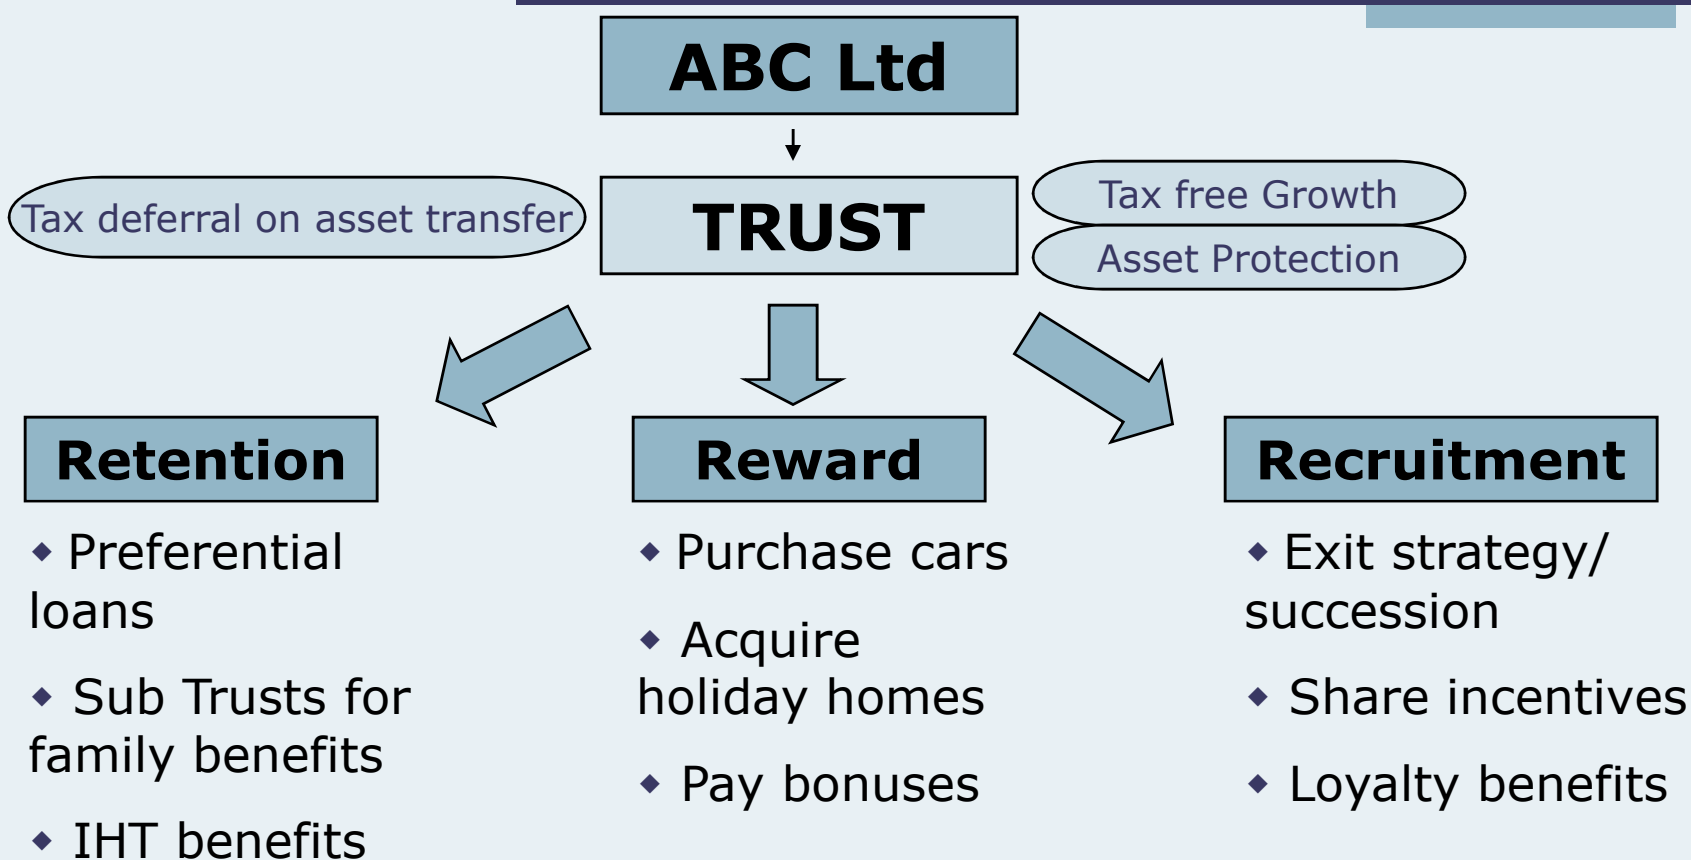 ABC Ltd
Tax deferral on asset transfer
TRUST
Tax free Growth
Asset Protection
Retention
◆ Preferential
loans
◆ Sub Trusts for
family benefits
◆ IHT benefits
Reward
◆ Purchase cars
◆ Acquire
holiday homes
◆ Pay bonuses
Recruitment
◆ Exit strategy/
succession
◆ Share incentives
◆ Loyalty benefits